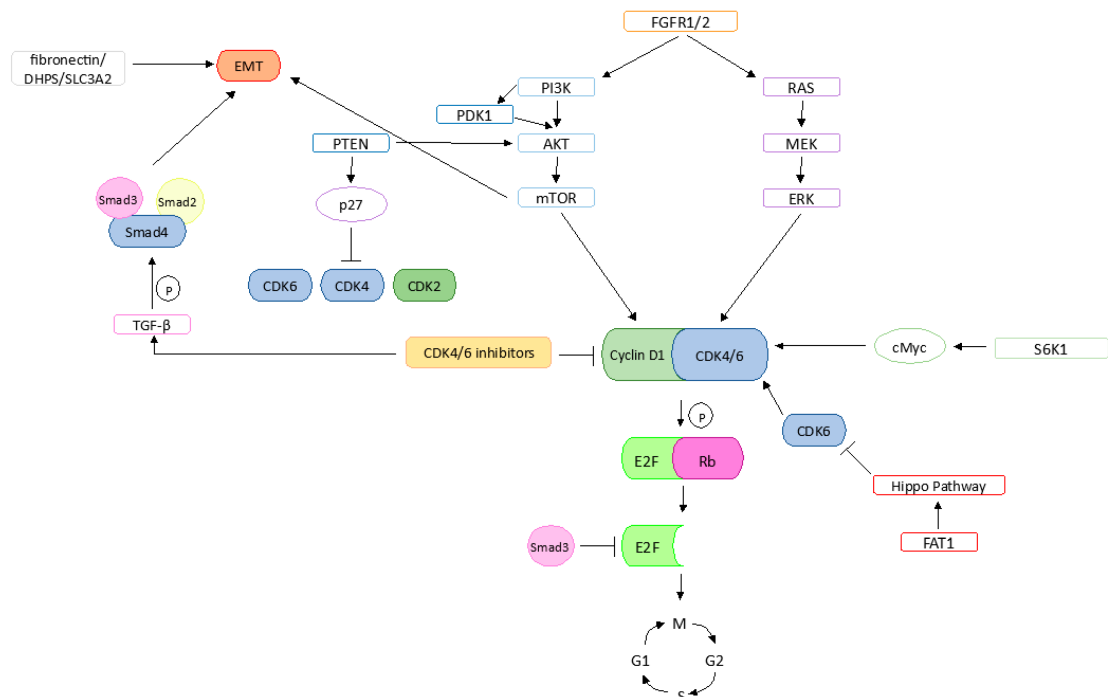 FGFR1/2
fibronectin/
DHPS/SLC3A2
EMT
PI3K
RAS
PDK1
PTEN
AKT
MEK
Smad3
Smad2
p27
mTOR
ERK
Smad4
CDK6
CDK4
CDK2
P
TGF-β
CDK4/6 inhibitors
Cyclin D1
CDK4/6
cMyc
S6K1
P
CDK6
E2F
Rb
Hippo Pathway
Smad3
E2F
FAT1
M
G1
G2
S